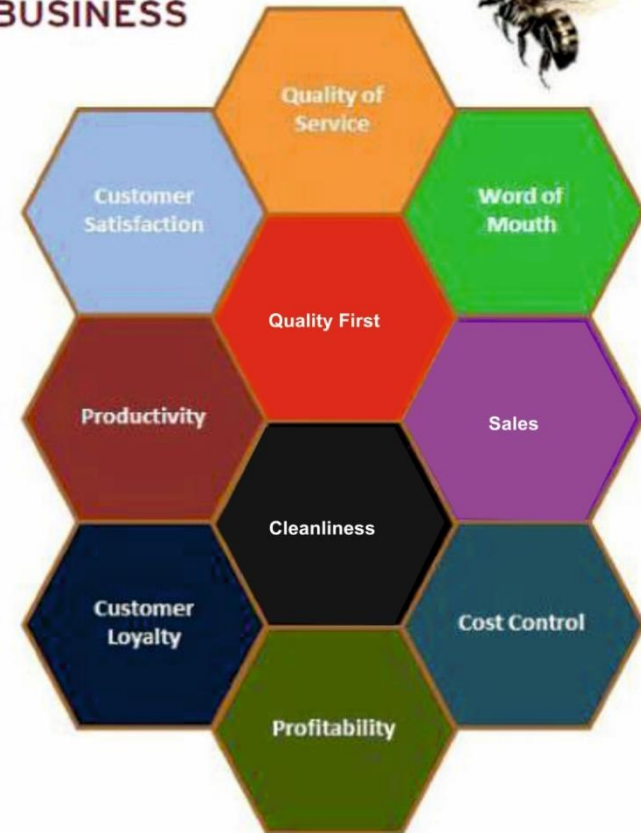 BUSINESS
Quality of
Service
Customer
Satisfaction
Word of
Mouth
Quality First
Productivity
Sales
Cleanliness
Customer
Loyalty
Cost Control
Profitability